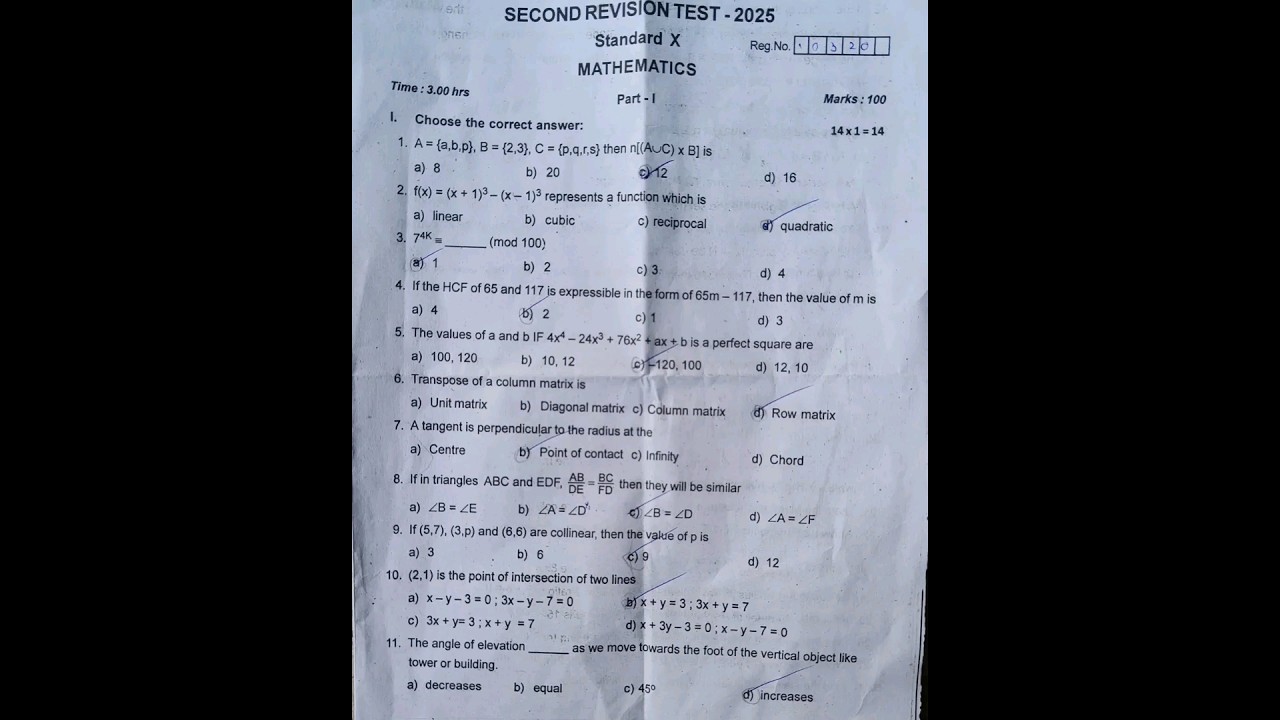 SECOND REVISION TEST - 2025
Standard X
Reg.No.
MATHEMATICS
Time : 3.00 hrs
Part - I
Marks : 100
I. Choose the correct answer:
14 x 1 = 14
1. A = {a,b,p}, B = {2,3}, C = {p,q,r,s} then n[(A∪C) x B] is
a) 8 b) 20 c) 12 d) 16
2. f(x) = (x + 1)³ – (x – 1)³ represents a function which is
a) linear b) cubic c) reciprocal d) quadratic
3. 7⁴ᴷ ≡ ______ (mod 100)
a) 1 b) 2 c) 3 d) 4
4. If the HCF of 65 and 117 is expressible in the form of 65m – 117, then the value of m is
a) 4 b) 2 c) 1 d) 3
5. The values of a and b IF 4x⁴ – 24x³ + 76x² + ax + b is a perfect square are
a) 100, 120 b) 10, 12 c) –120, 100 d) 12, 10
6. Transpose of a column matrix is
a) Unit matrix b) Diagonal matrix c) Column matrix d) Row matrix
7. A tangent is perpendicular to the radius at the
a) Centre b) Point of contact c) Infinity d) Chord
8. If in triangles ABC and EDF, AB/DE = BC/FD then they will be similar
a) ∠B = ∠E b) ∠A = ∠D c) ∠B = ∠D d) ∠A = ∠F
9. If (5,7), (3,p) and (6,6) are collinear, then the value of p is
a) 3 b) 6 c) 9 d) 12
10. (2,1) is the point of intersection of two lines
a) x – y – 3 = 0 ; 3x – y – 7 = 0 b) x + y = 3 ; 3x + y = 7
c) 3x + y = 3 ; x + y = 7 d) x + 3y – 3 = 0 ; x – y – 7 = 0
11. The angle of elevation ______ as we move towards the foot of the vertical object like
tower or building.
a) decreases b) equal c) 45º d) increases